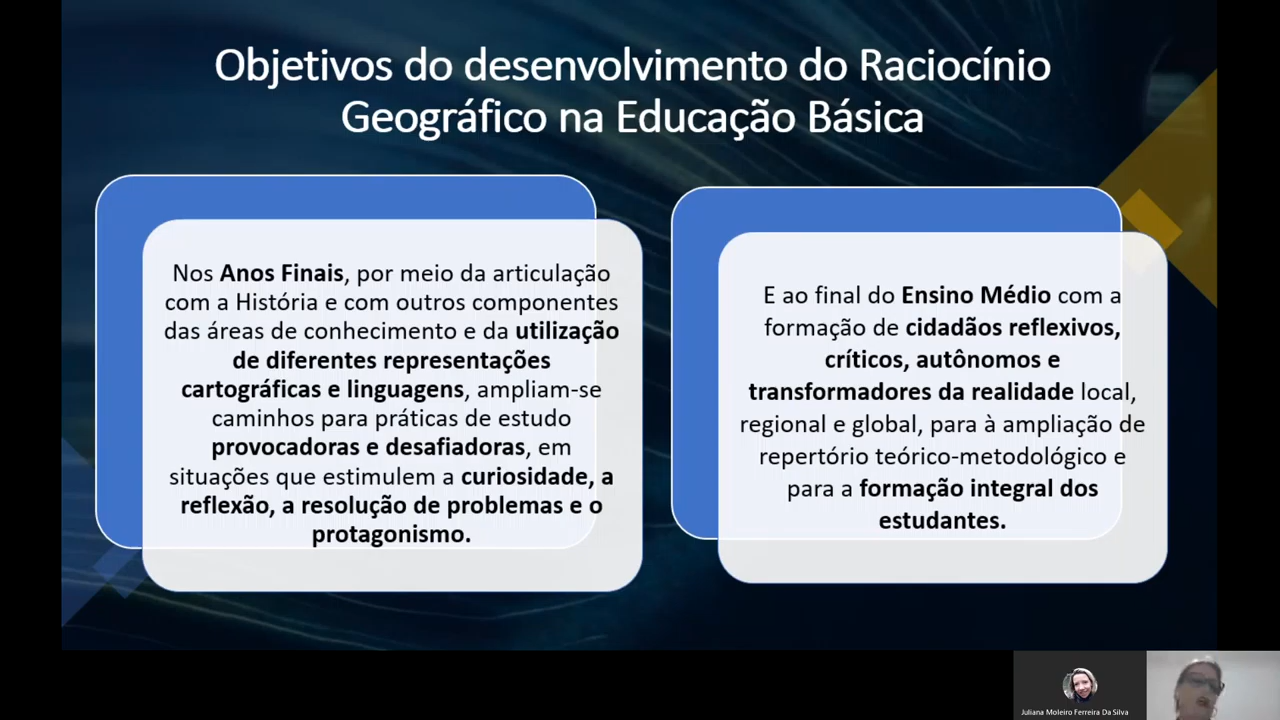 Objetivos do desenvolvimento do Raciocínio
Geográfico na Educação Básica
Nos Anos Finais, por meio da articulação
com a História e com outros componentes
das áreas de conhecimento e da utilização
de diferentes representações
cartográficas e linguagens, ampliam-se
caminhos para práticas de estudo
provocadoras e desafiadoras, em
situações que estimulem a curiosidade, a
reflexão, a resolução de problemas e o
protagonismo.
E ao final do Ensino Médio com a
formação de cidadãos reflexivos,
críticos, autônomos e
transformadores da realidade local,
regional e global, para à ampliação de
repertório teórico-metodológico e
para a formação integral dos
estudantes.
Juliana Moleiro Ferreira Da Silva